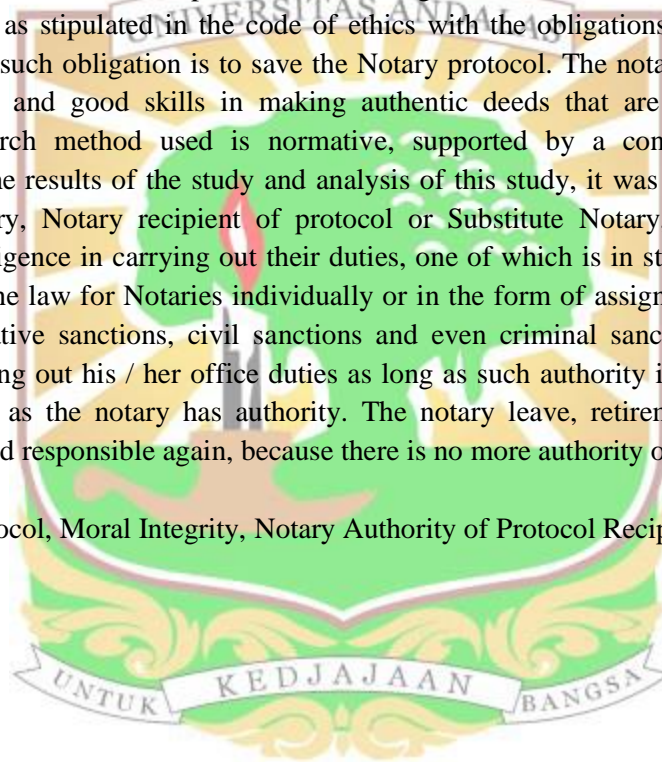 UNIVERSITAS ANDALAS
as stipulated in the code of ethics with the obligations
such obligation is to save the Notary protocol. The nota
and good skills in making authentic deeds that are
rch method used is normative, supported by a con
he results of the study and analysis of this study, it was
ry, Notary recipient of protocol or Substitute Notary,
igence in carrying out their duties, one of which is in st
he law for Notaries individually or in the form of assign
ative sanctions, civil sanctions and even criminal sanc
ng out his / her office duties as long as such authority i
as the notary has authority. The notary leave, retiren
d responsible again, because there is no more authority o
ocol, Moral Integrity, Notary Authority of Protocol Recip
UNTUK KEDJAJAAN BANGSA